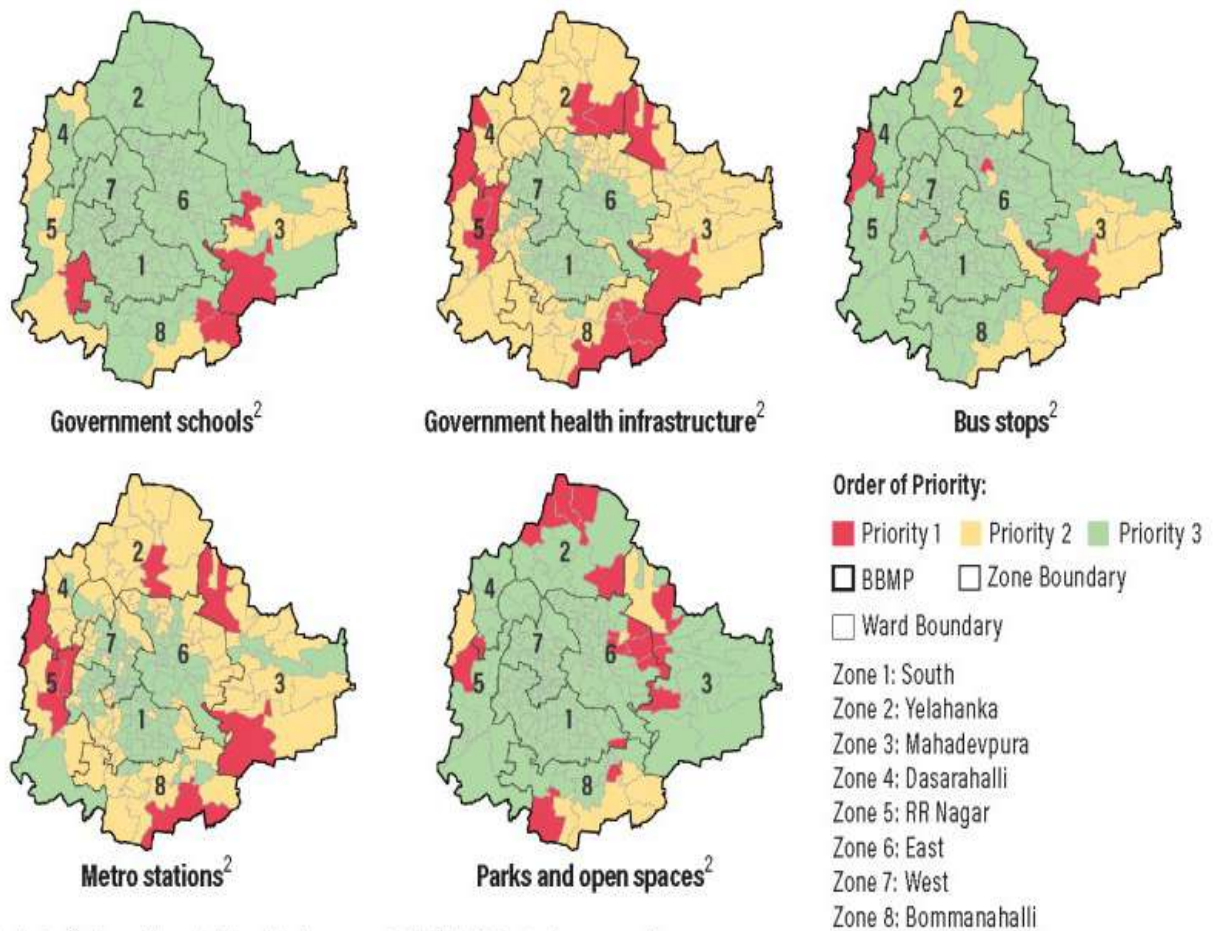 2
4
7
6
5
3
1
8
Government schools²
2
4
7
6
5
3
1
8
Government health infrastructure²
2
4
7
6
5
3
1
8
Bus stops²
2
4
7
6
5
3
1
8
Metro stations²
2
4
7
6
5
3
1
8
Parks and open spaces²
Order of Priority:
Priority 1 Priority 2 Priority 3
BBMP Zone Boundary
Ward Boundary
Zone 1: South
Zone 2: Yelahanka
Zone 3: Mahadevpura
Zone 4: Dasarahalli
Zone 5: RR Nagar
Zone 6: East
Zone 7: West
Zone 8: Bommanahalli